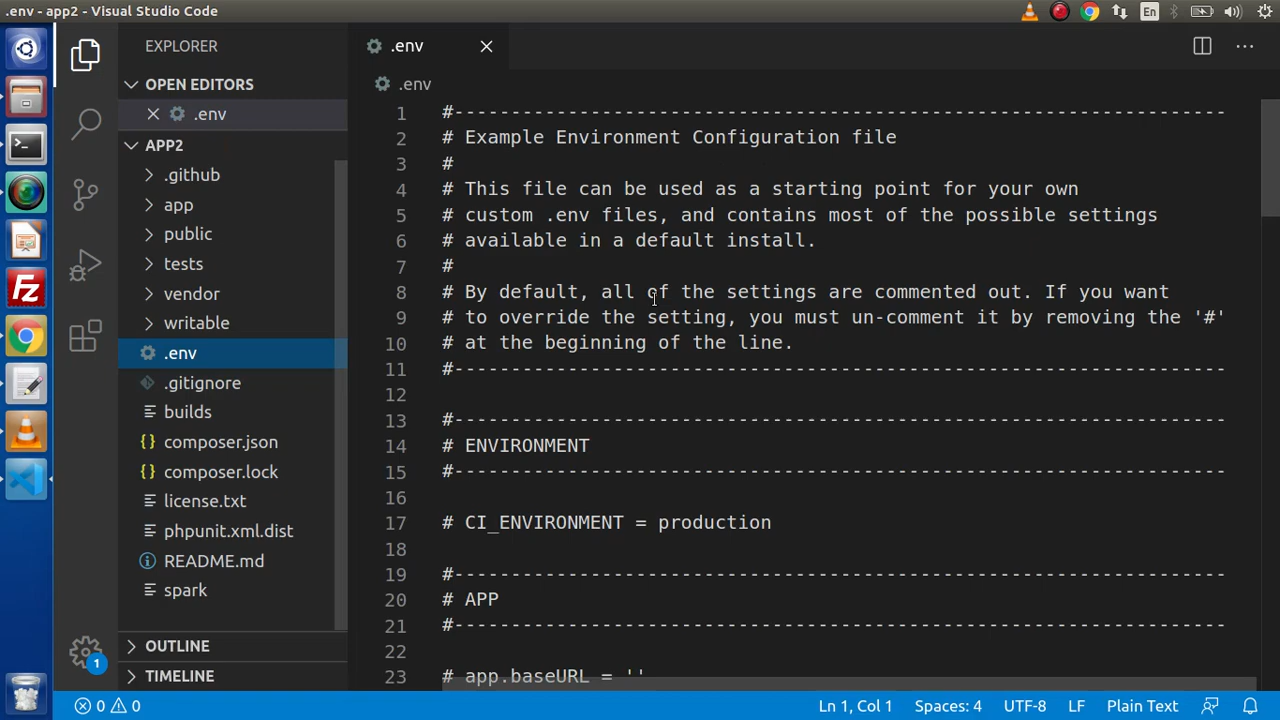 .env - app2 - Visual Studio Code
En
EXPLORER
OPEN EDITORS
.env
APP2
.github
app
public
tests
vendor
writable
.env
.gitignore
builds
{} composer.json
{} composer.lock
license.txt
phpunit.xml.dist
README.md
spark
OUTLINE
TIMELINE
1
Fz
.env
.env
1 #--------------------------------------------------------------------
2 # Example Environment Configuration file
3 #
4 # This file can be used as a starting point for your own
5 # custom .env files, and contains most of the possible settings
6 # available in a default install.
7 #
8 # By default, all of the settings are commented out. If you want
9 # to override the setting, you must un-comment it by removing the '#'
10 # at the beginning of the line.
11 #--------------------------------------------------------------------
12
13 #--------------------------------------------------------------------
14 # ENVIRONMENT
15 #--------------------------------------------------------------------
16
17 # CI_ENVIRONMENT = production
18
19 #--------------------------------------------------------------------
20 # APP
21 #--------------------------------------------------------------------
22
23 # app.baseURL = ''
0 0 Ln 1, Col 1 Spaces: 4 UTF-8 LF Plain Text